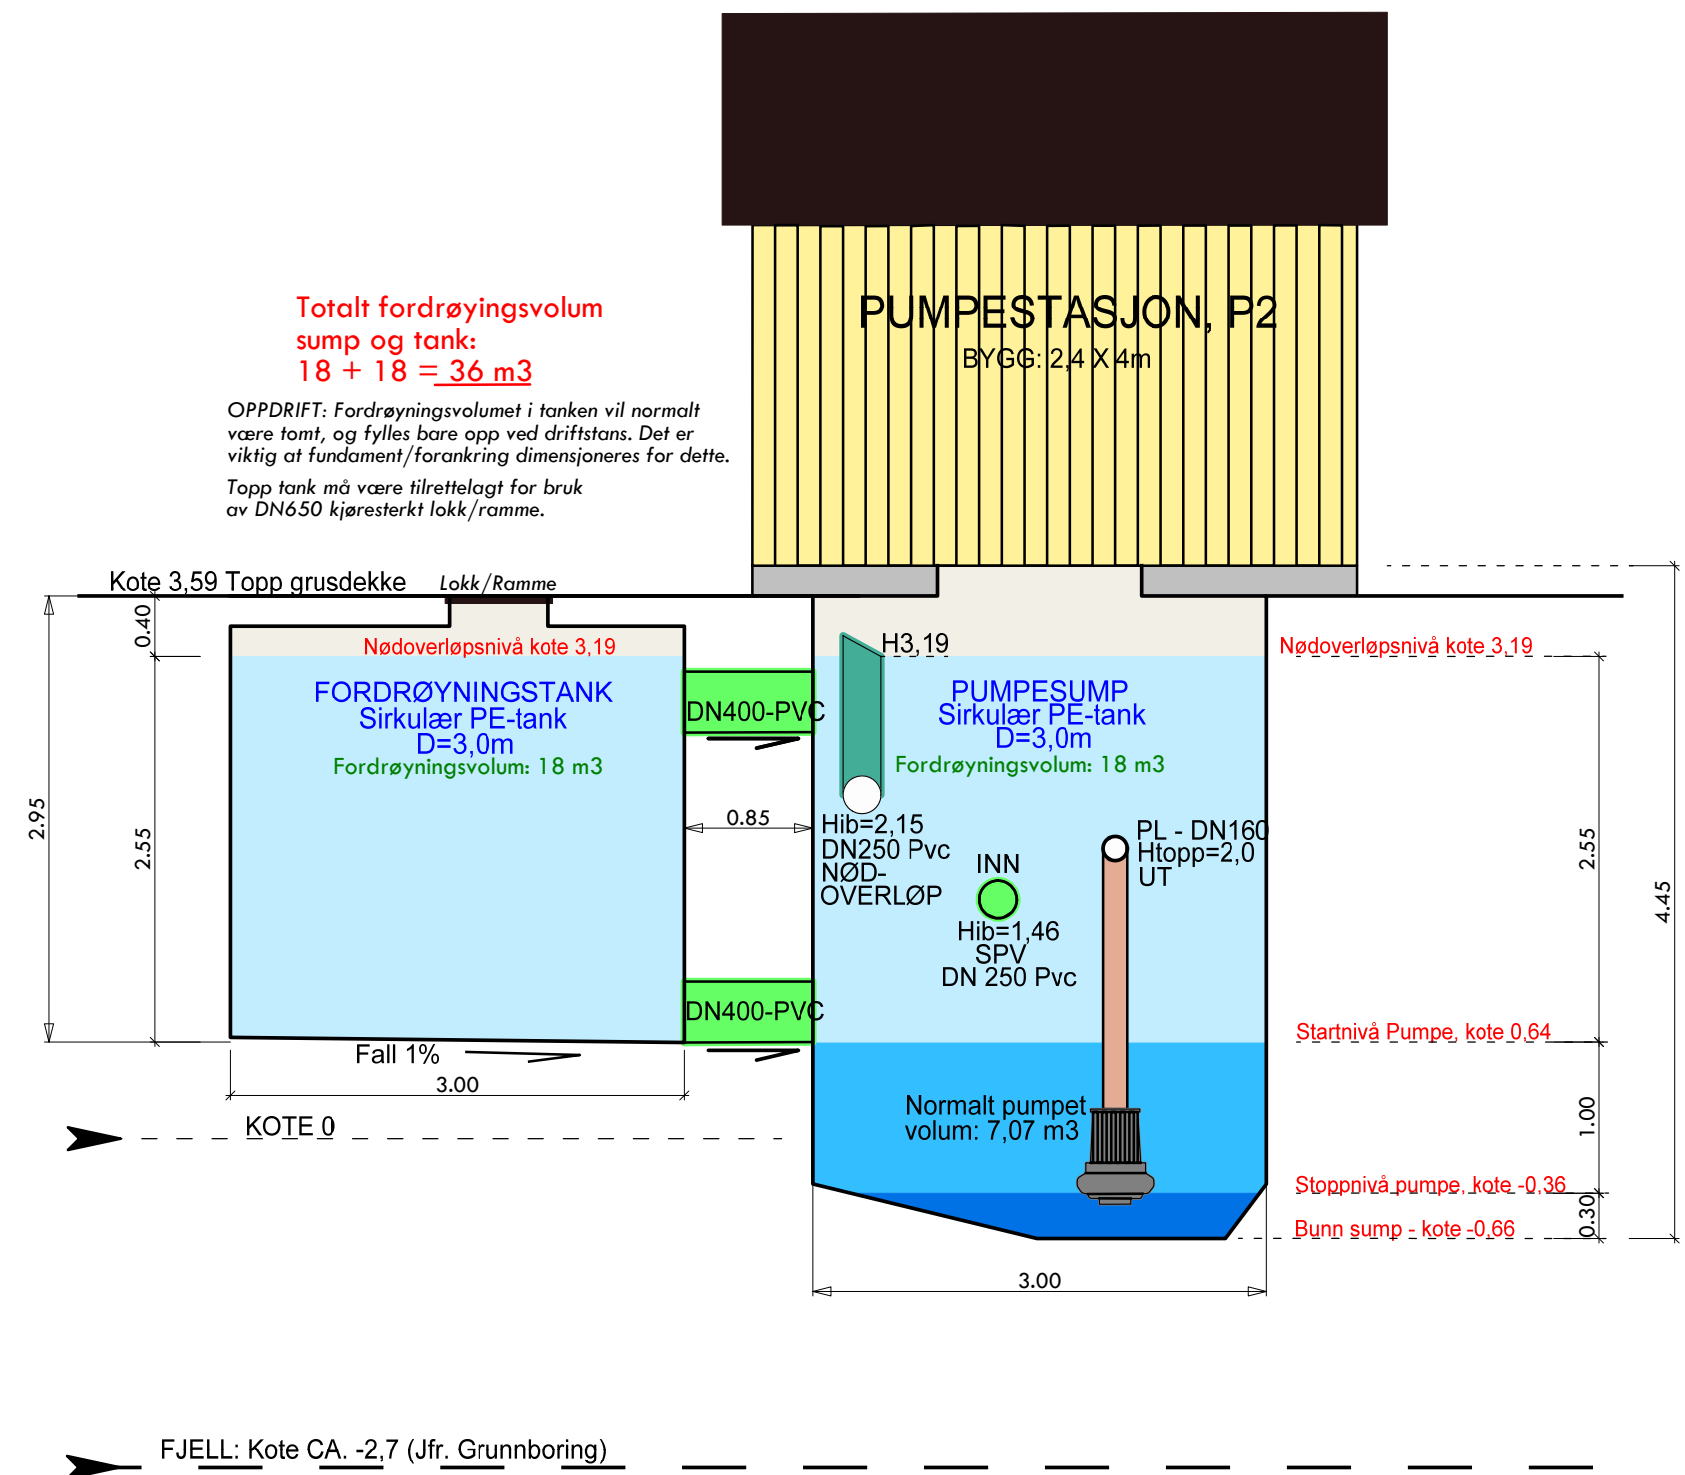 PUMPESTASJON, P2
BYGG: 2,4 X 4m
Totalt fordrøyingsvolum
sump og tank:
18 + 18 = 36 m3
OPPDRIFT: Fordrøyningsvolumet i tanken vil normalt
være tomt, og fylles bare opp ved driftstans. Det er
viktig at fundament/forankring dimensjoneres for dette.
Topp tank må være tilrettelagt for bruk
av DN650 kjøresterkt lokk/ramme.
Kote 3,59 Topp grusdekke
Lokk/Ramme
0.40
2.95
2.55
Nødoverløpsnivå kote 3,19
FORDRØYNINGSTANK
Sirkulær PE-tank
D=3,0m
Fordrøyningsvolum: 18 m3
DN400-PVC
0.85
DN400-PVC
Fall 1%
3.00
KOTE 0
H3,19
PUMPESUMP
Sirkulær PE-tank
D=3,0m
Fordrøyningsvolum: 18 m3
Hib=2,15
DN250 Pvc
NØD-
OVERLØP
INN
Hib=1,46
SPV
DN 250 Pvc
PL - DN160
Htopp=2,0
UT
Normalt pumpet
volum: 7,07 m3
3.00
Nødoverløpsnivå kote 3,19
Startnivå Pumpe, kote 0,64
Stoppnivå pumpe, kote -0,36
Bunn sump - kote -0,66
2.55
1.00
0.30
4.45
FJELL: Kote CA. -2,7 (Jfr. Grunnboring)